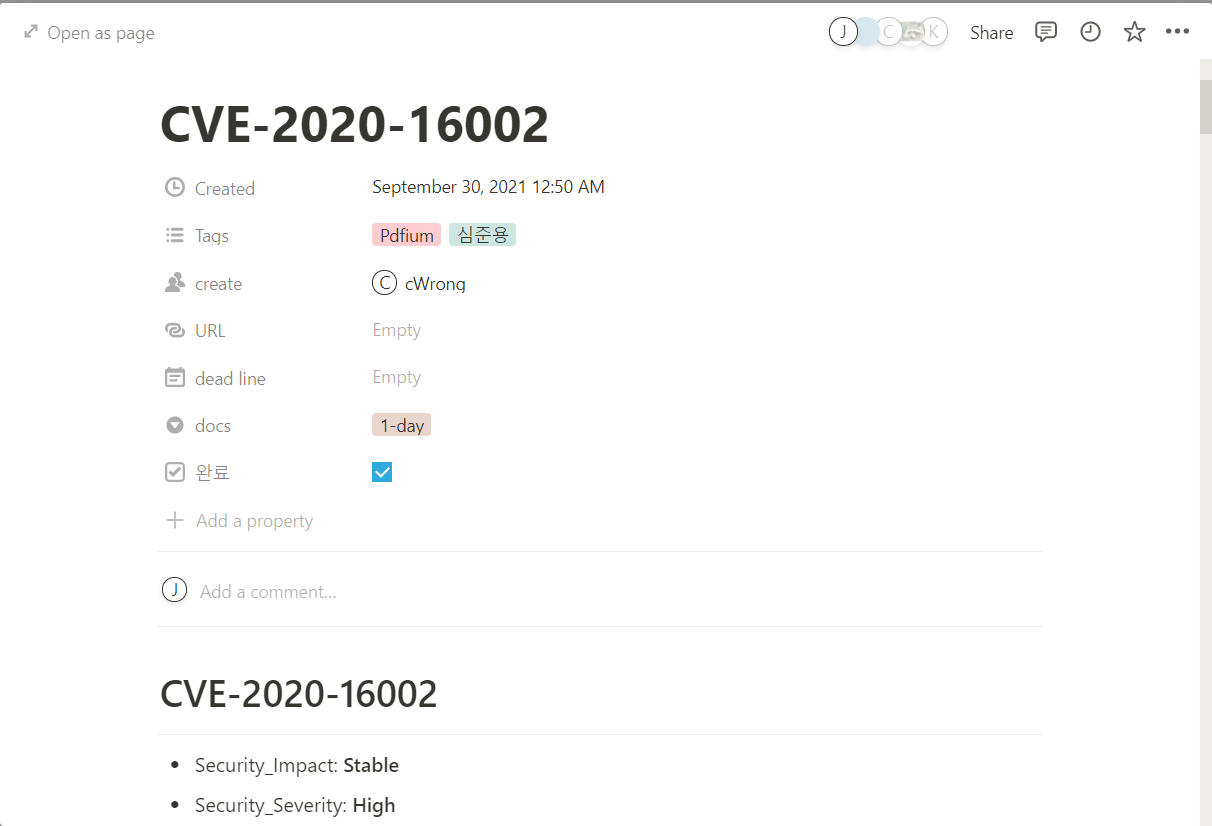 Open as page
J C K Share
CVE-2020-16002
Created September 30, 2021 12:50 AM
Tags Pdfium 심준용
create C cWrong
URL Empty
dead line Empty
docs 1-day
완료
Add a property
J Add a comment...
CVE-2020-16002
• Security_Impact: Stable
• Security_Severity: High